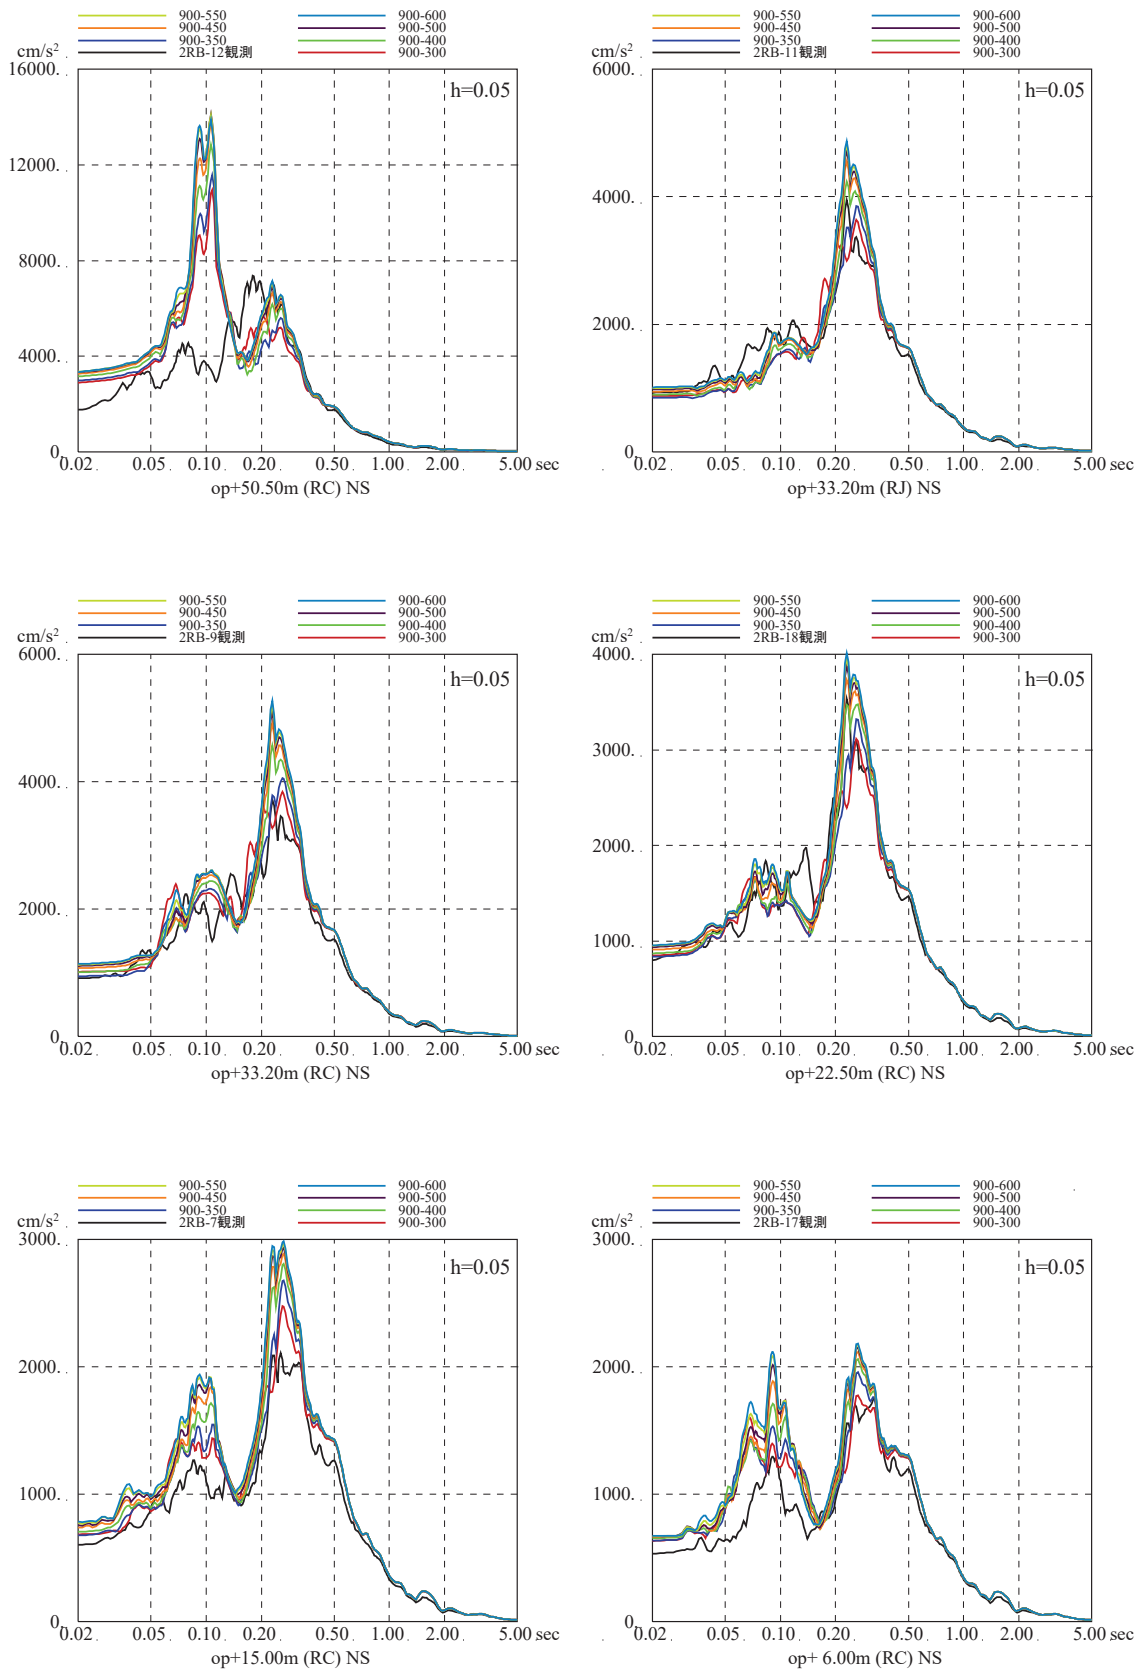 900-550 900-600
900-450 900-500
900-350 900-400
2RB-12観測 900-300
cm/s²
16000.
h=0.05
12000.
8000.
4000.
0.
0.02 0.05 0.10 0.20 0.50 1.00 2.00 5.00 sec
op+50.50m (RC) NS
900-550 900-600
900-450 900-500
900-350 900-400
2RB-11観測 900-300
cm/s²
6000.
h=0.05
4000.
2000.
0.
0.02 0.05 0.10 0.20 0.50 1.00 2.00 5.00 sec
op+33.20m (RJ) NS
900-550 900-600
900-450 900-500
900-350 900-400
2RB-9観測 900-300
cm/s²
6000.
h=0.05
4000.
2000.
0.
0.02 0.05 0.10 0.20 0.50 1.00 2.00 5.00 sec
op+33.20m (RC) NS
900-550 900-600
900-450 900-500
900-350 900-400
2RB-18観測 900-300
cm/s²
4000.
h=0.05
3000.
2000.
1000.
0.
0.02 0.05 0.10 0.20 0.50 1.00 2.00 5.00 sec
op+22.50m (RC) NS
900-550 900-600
900-450 900-500
900-350 900-400
2RB-7観測 900-300
cm/s²
3000.
h=0.05
2000.
1000.
0.
0.02 0.05 0.10 0.20 0.50 1.00 2.00 5.00 sec
op+15.00m (RC) NS
900-550 900-600
900-450 900-500
900-350 900-400
2RB-17観測 900-300
cm/s²
3000.
h=0.05
2000.
1000.
0.
0.02 0.05 0.10 0.20 0.50 1.00 2.00 5.00 sec
op+ 6.00m (RC) NS